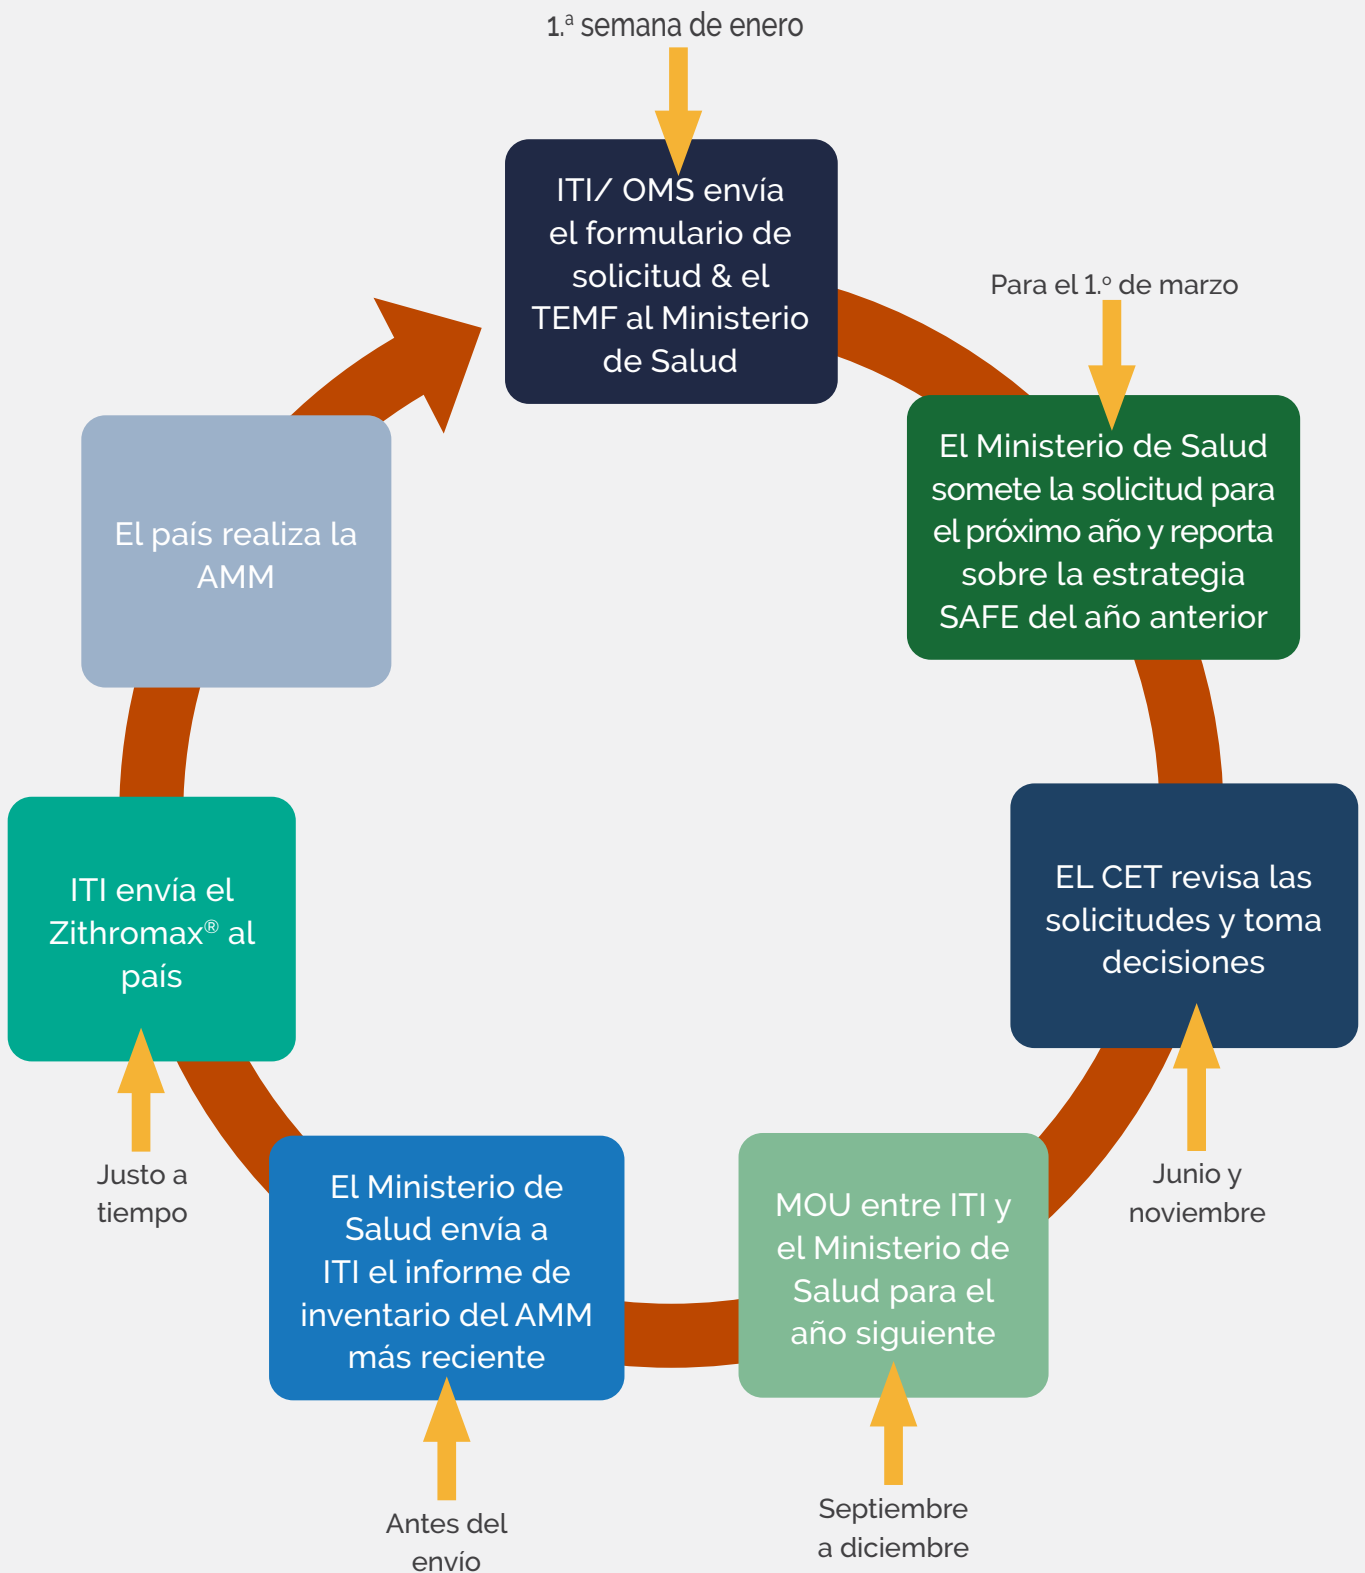 1.ª semana de enero
ITI/ OMS envía
el formulario de
solicitud & el
TEMF al Ministerio
de Salud
Para el 1.º de marzo
El Ministerio de Salud
somete la solicitud para
el próximo año y reporta
sobre la estrategia
SAFE del año anterior
EL CET revisa las
solicitudes y toma
decisiones
Junio y
noviembre
MOU entre ITI y
el Ministerio de
Salud para el
año siguiente
Septiembre
a diciembre
El Ministerio de
Salud envía a
ITI el informe de
inventario del AMM
más reciente
Antes del
envío
ITI envía el
Zithromax® al
país
Justo a
tiempo
El país realiza la
AMM